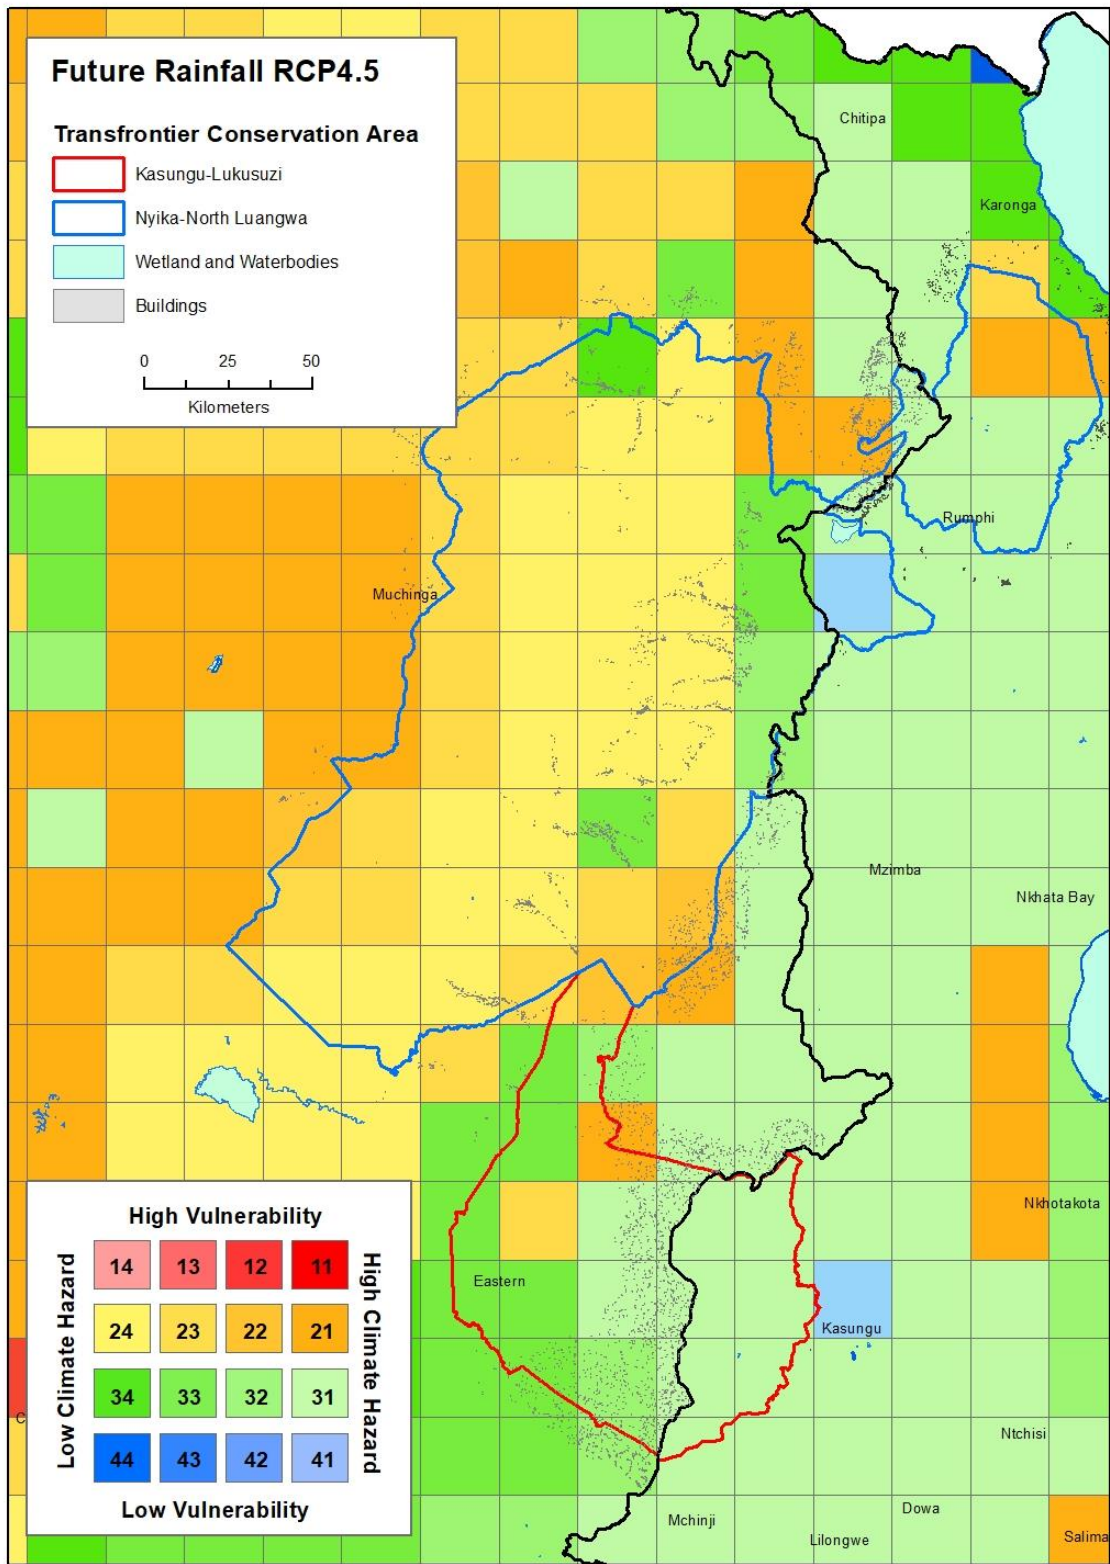 Future Rainfall RCP4.5
Transfrontier Conservation Area
Kasungu-Lukusuzi
Nyika-North Luangwa
Wetland and Waterbodies
Buildings
0 25 50
Kilometers
Chitipa
Karonga
Rumphi
Muchinga
Mzimba
Nkhata Bay
Nkhotakota
Eastern
Kasungu
Ntchisi
Dowa
Mchinji
Lilongwe
Salima
C
High Vulnerability
Low Climate Hazard
High Climate Hazard
14 13 12 11
24 23 22 21
34 33 32 31
44 43 42 41
Low Vulnerability